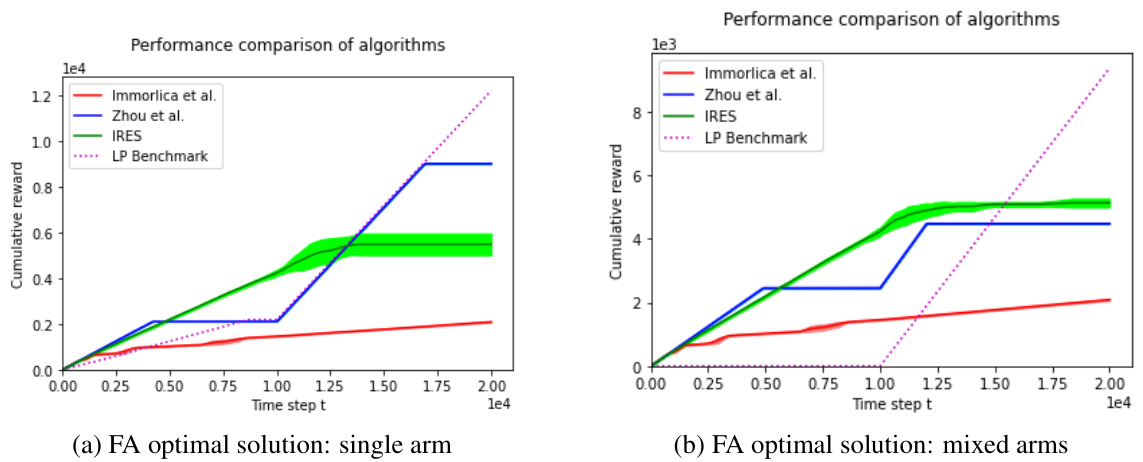 Performance comparison of algorithms
1e4
Immorlica et al.
Zhou et al.
IRES
LP Benchmark
1.2
1.0
0.8
0.6
0.4
0.2
0.0
Cumulative reward
0.00 0.25 0.50 0.75 1.00 1.25 1.50 1.75 2.00
Time step t
1e4
(a) FA optimal solution: single arm
Performance comparison of algorithms
1e3
Immorlica et al.
Zhou et al.
IRES
LP Benchmark
8
6
4
2
0
Cumulative reward
0.00 0.25 0.50 0.75 1.00 1.25 1.50 1.75 2.00
Time step t
1e4
(b) FA optimal solution: mixed arms